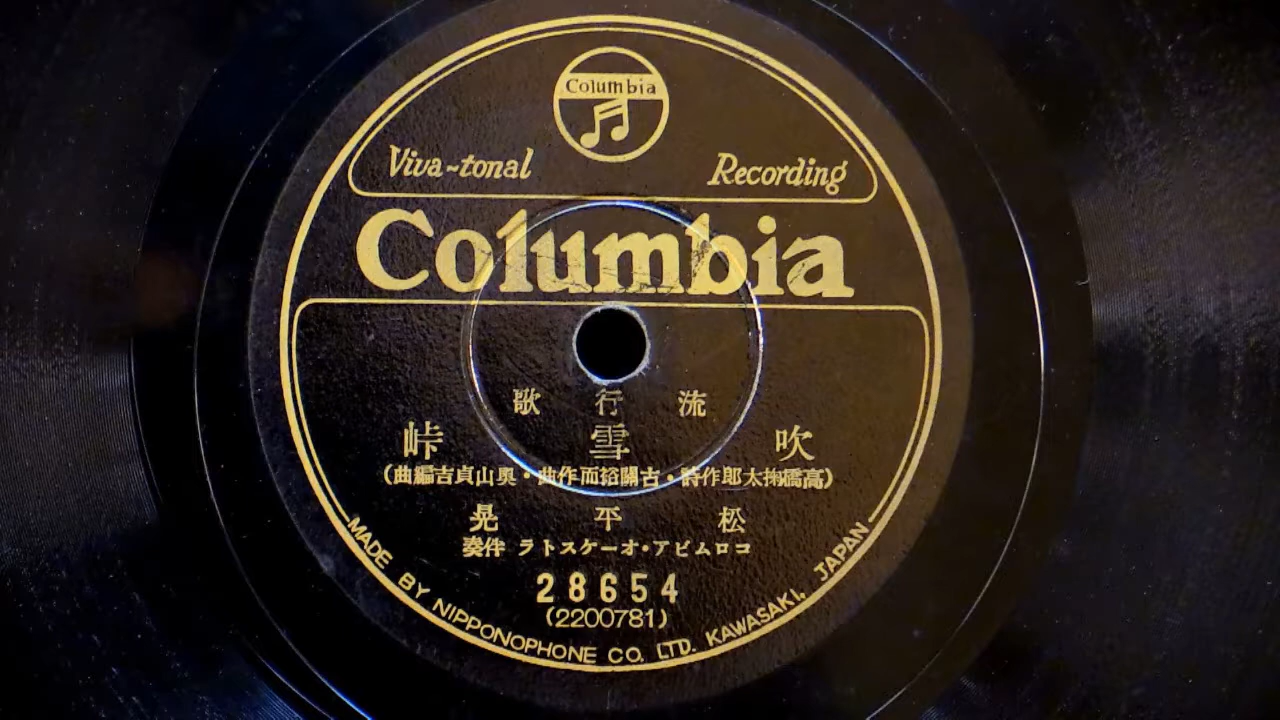 Columbia
Viva-tonal Recording
Columbia
流行歌
吹雪峠
(高橋掬太郎作詩・古關裕而作曲・奥山貞吉編曲)
松平晃
コロムビア・オーケストラ 伴奏
28654
(2200781)
MADE BY NIPPONOPHONE CO. LTD. KAWASAKI, JAPAN